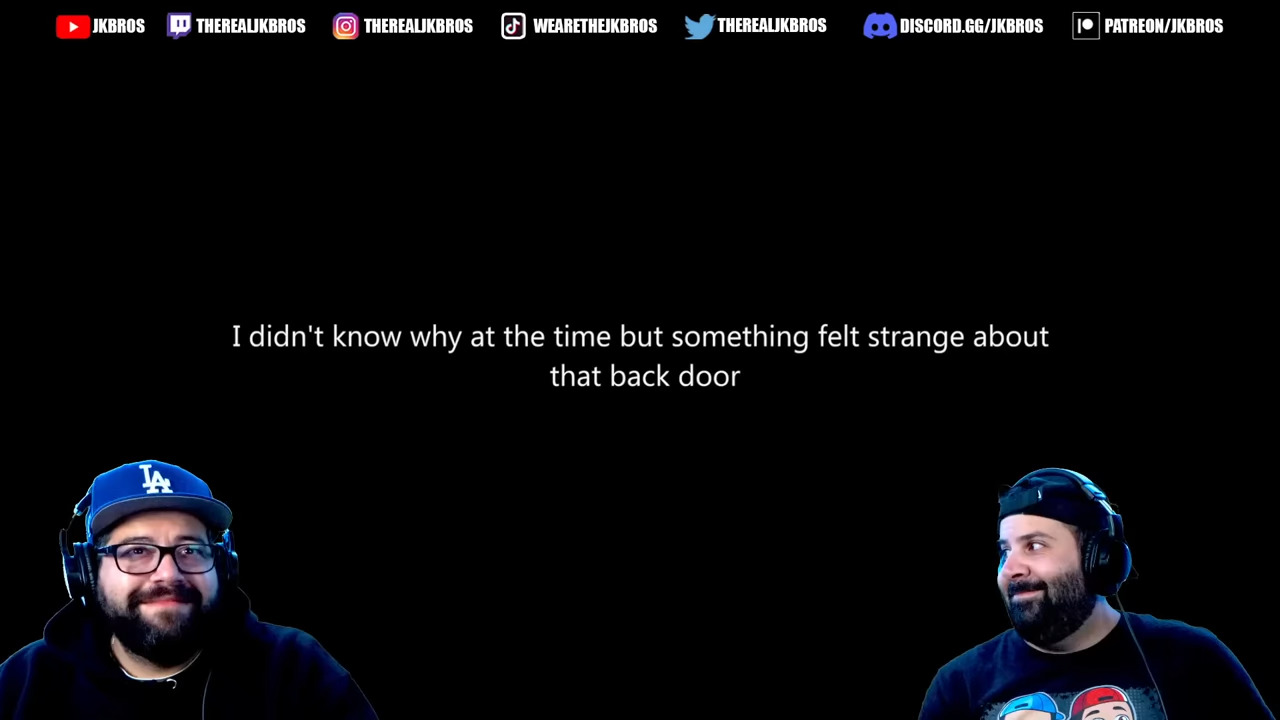 JKBROS THEREALJKBROS THEREALJKBROS WEARETHEJKBROS THEREALJKBROS DISCORD.GG/JKBROS PATREON/JKBROS
I didn't know why at the time but something felt strange about
that back door
LA